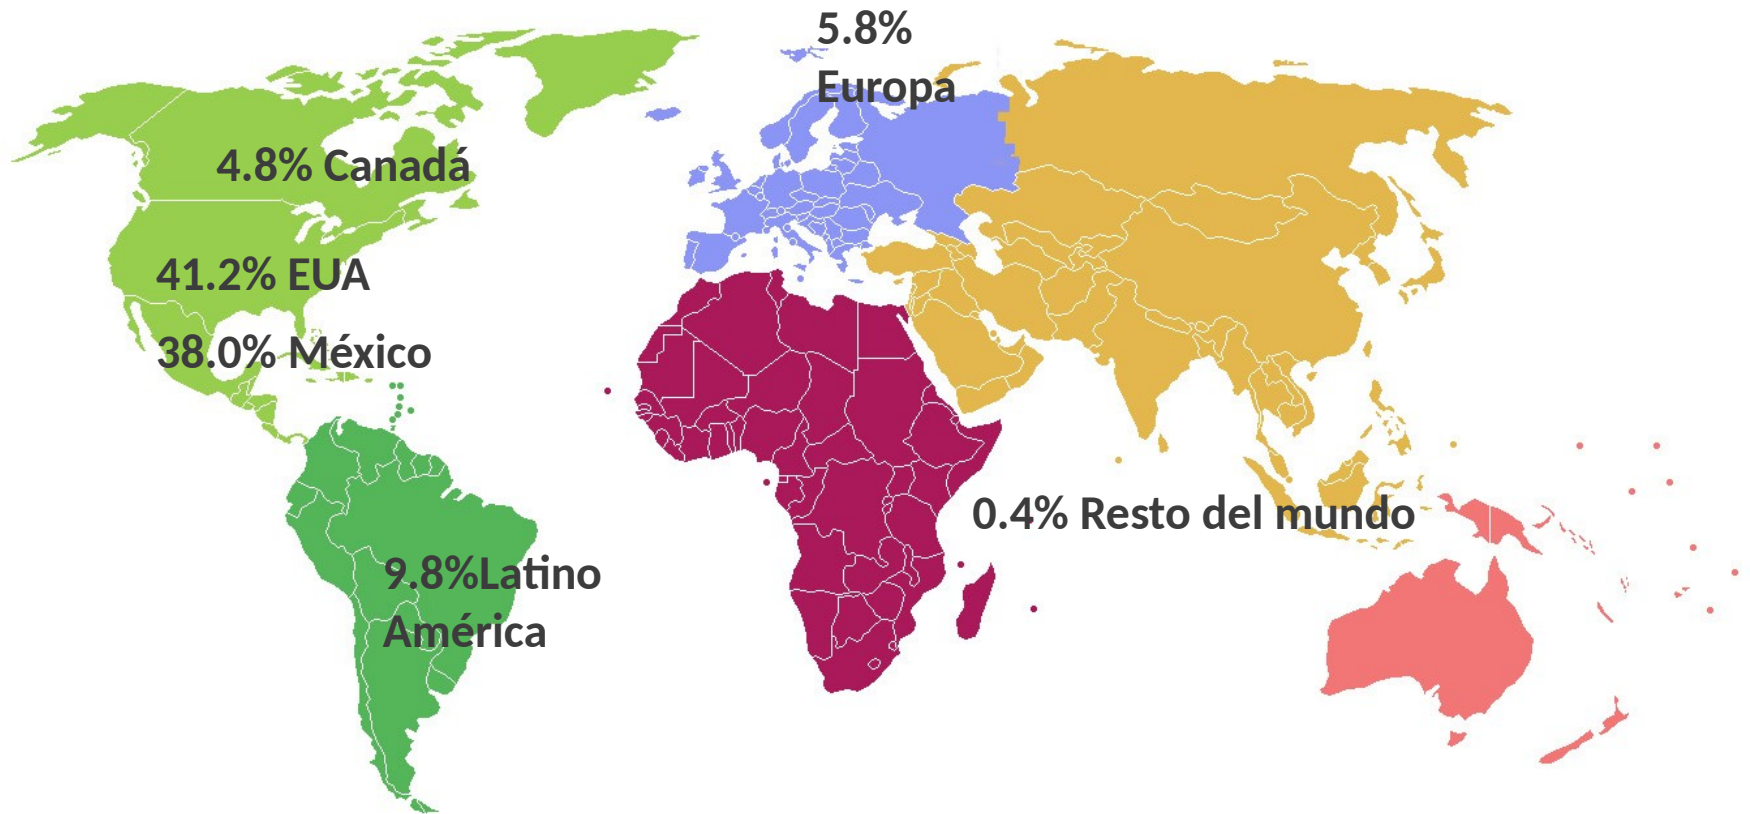 5.8%
Europa
4.8% Canadá
41.2% EUA
38.0% México
0.4% Resto del mundo
9.8%Latino
América